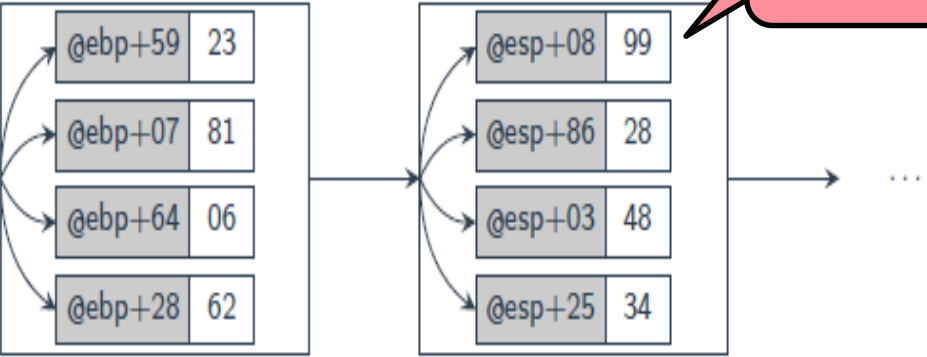 @ebp+59 23
@ebp+07 81
@ebp+64 06
@ebp+28 62
@esp+08 99
@esp+86 28
@esp+03 48
@esp+25 34
...